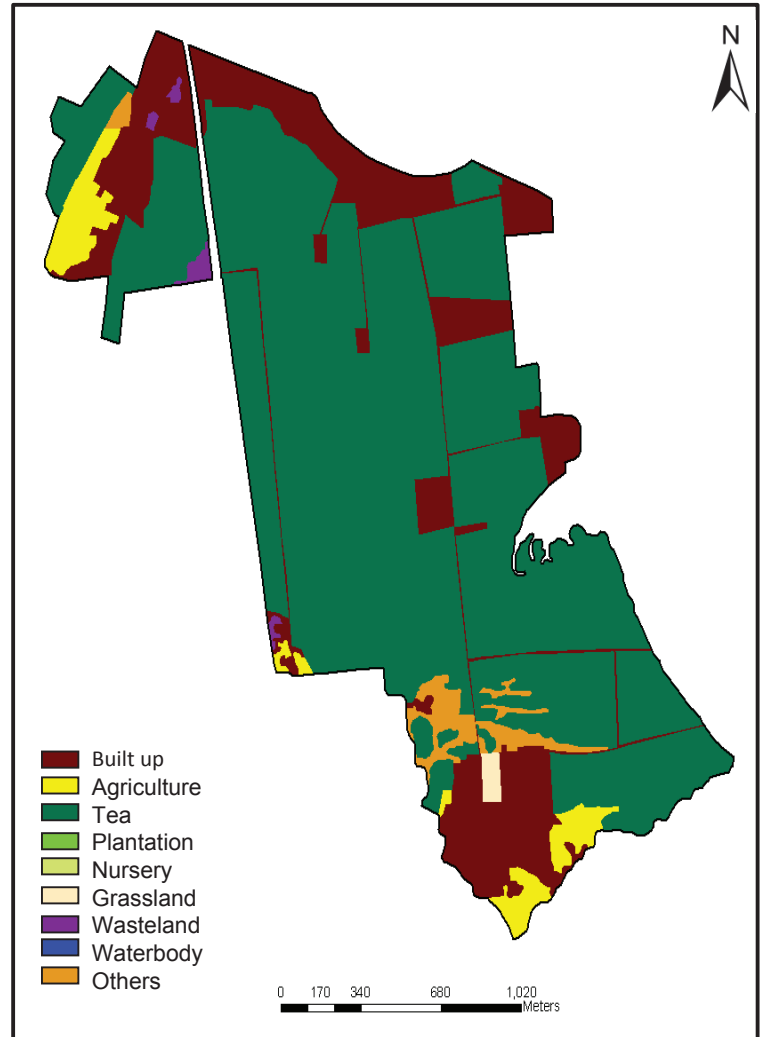 N
Built up
Agriculture
Tea
Plantation
Nursery
Grassland
Wasteland
Waterbody
Others
0 170 340 680 1,020
Meters